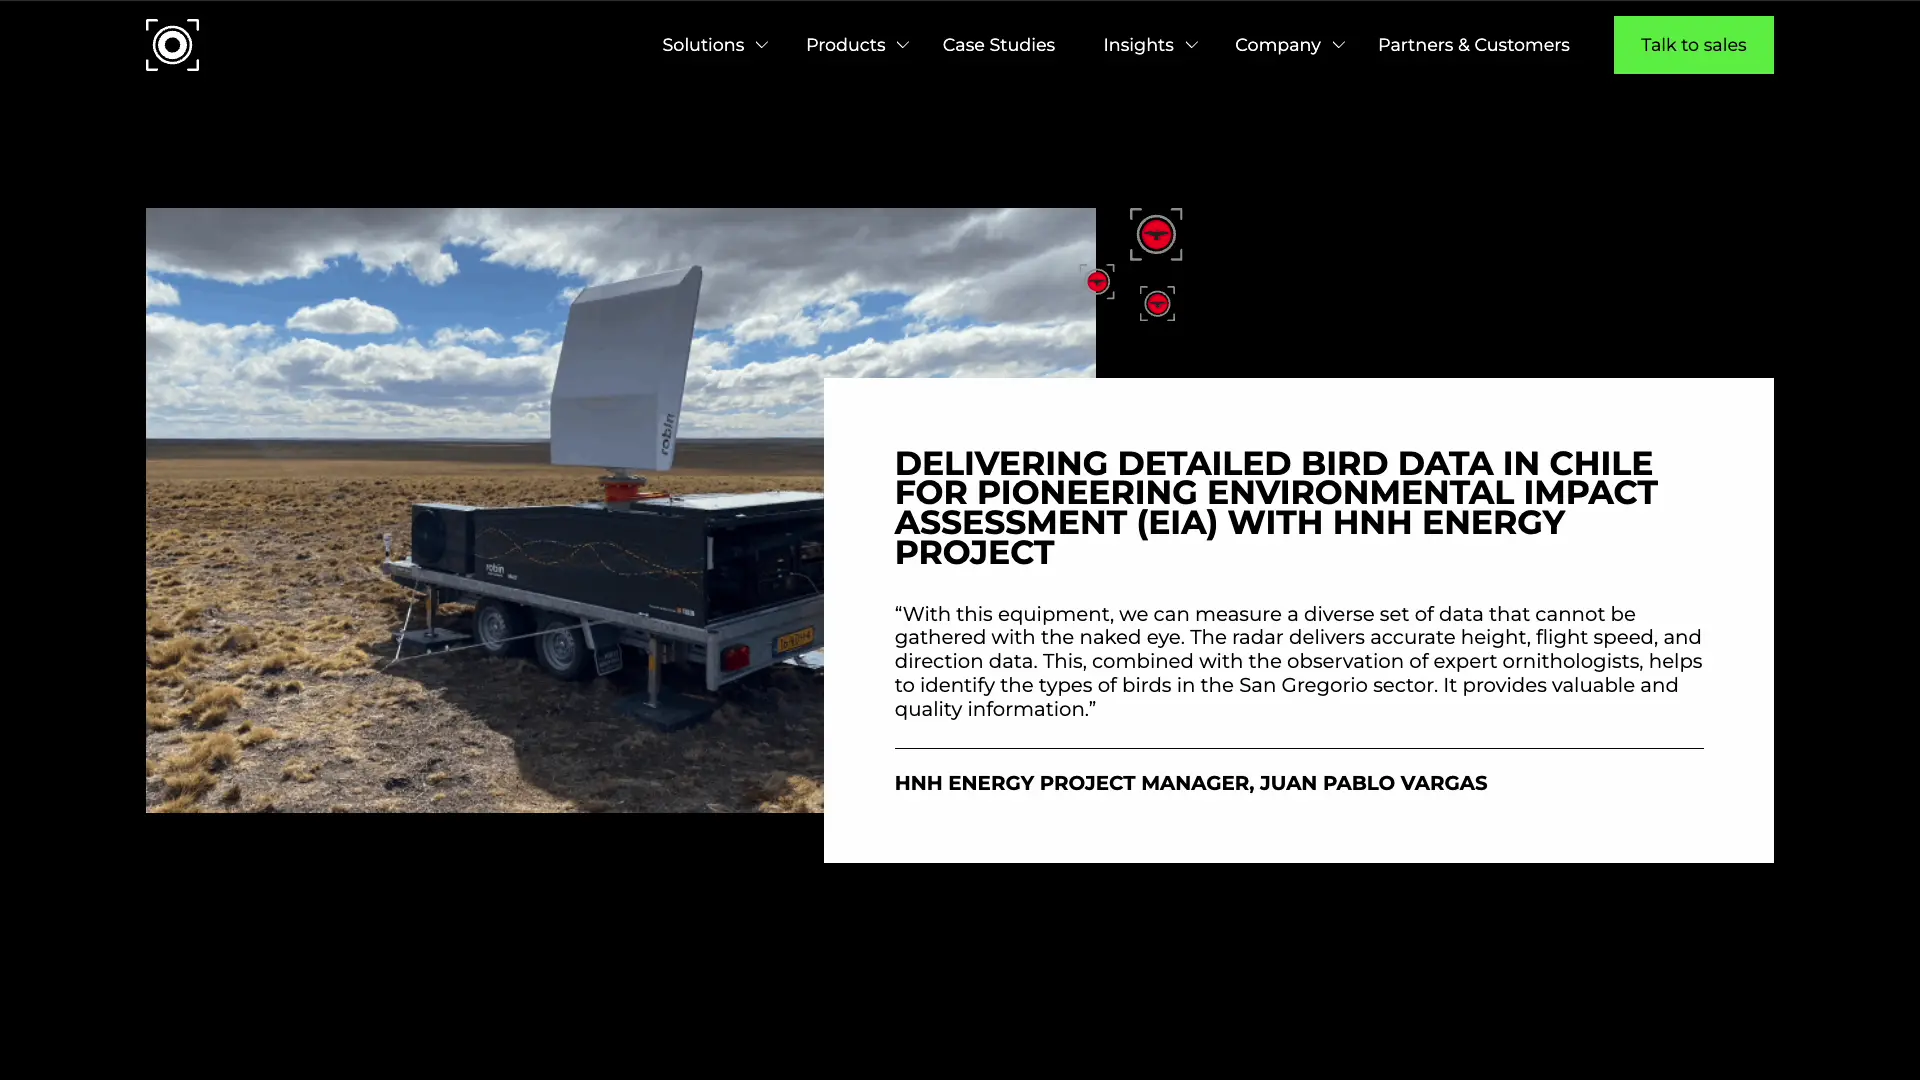 Solutions
Products
Case Studies
Insights
Company
Partners & Customers
Talk to sales
robin
robin
DELIVERING DETAILED BIRD DATA IN CHILE
FOR PIONEERING ENVIRONMENTAL IMPACT
ASSESSMENT (EIA) WITH HNH ENERGY
PROJECT
“With this equipment, we can measure a diverse set of data that cannot be
gathered with the naked eye. The radar delivers accurate height, flight speed, and
direction data. This, combined with the observation of expert ornithologists, helps
to identify the types of birds in the San Gregorio sector. It provides valuable and
quality information.”
HNH ENERGY PROJECT MANAGER, JUAN PABLO VARGAS